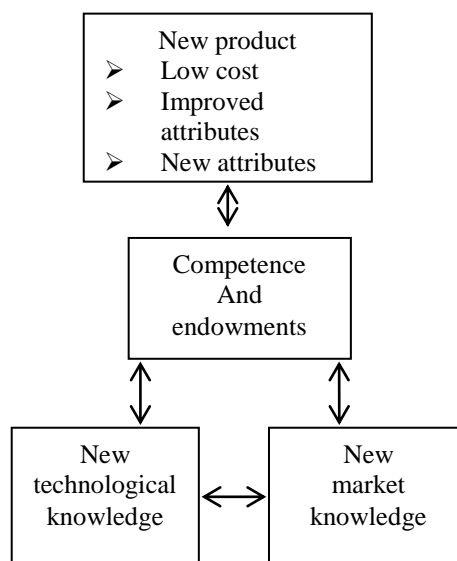 New product
➢ Low cost
➢ Improved
attributes
➢ New attributes
Competence
And
endowments
New
technological
knowledge
New
market
knowledge